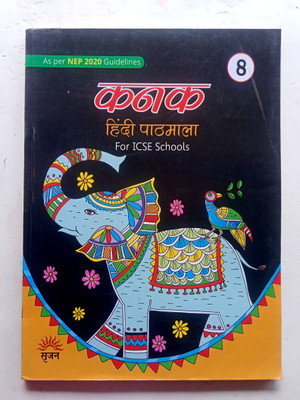 As per NEP 2020 Guidelines
8
कनक
हिंदी पाठमाला
For ICSE Schools
सृजन